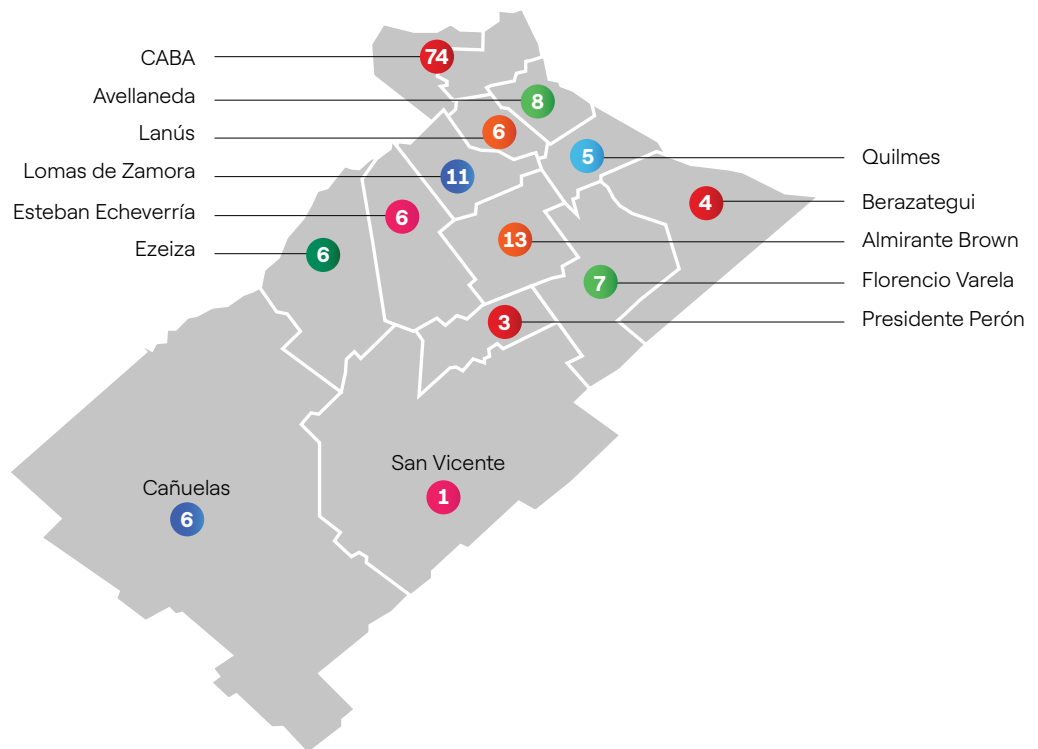 CABA
74
Avellaneda
8
Lanús
6
Lomas de Zamora
11
Esteban Echeverría
6
Ezeiza
6
5
Quilmes
4
Berazategui
13
Almirante Brown
7
Florencio Varela
3
Presidente Perón
San Vicente
1
Cañuelas
6